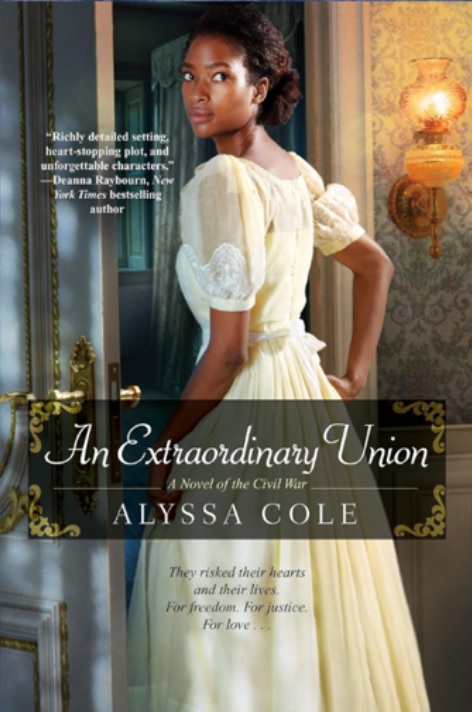 “Richly detailed setting,
heart-stopping plot, and
unforgettable characters.”
—Deanna Raybourn, New
York Times bestselling
author
An Extraordinary Union
A Novel of the Civil War
ALYSSA COLE
They risked their hearts
and their lives.
For freedom. For justice.
For love . . .